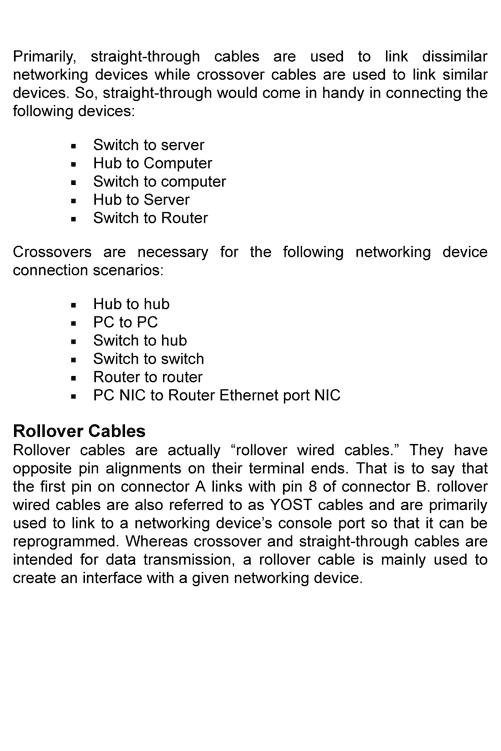 Primarily, straight-through cables are used to link dissimilar
networking devices while crossover cables are used to link similar
devices. So, straight-through would come in handy in connecting the
following devices:
▪ Switch to server
▪ Hub to Computer
▪ Switch to computer
▪ Hub to Server
▪ Switch to Router
Crossovers are necessary for the following networking device
connection scenarios:
▪ Hub to hub
▪ PC to PC
▪ Switch to hub
▪ Switch to switch
▪ Router to router
▪ PC NIC to Router Ethernet port NIC
Rollover Cables
Rollover cables are actually “rollover wired cables.” They have
opposite pin alignments on their terminal ends. That is to say that
the first pin on connector A links with pin 8 of connector B. rollover
wired cables are also referred to as YOST cables and are primarily
used to link to a networking device’s console port so that it can be
reprogrammed. Whereas crossover and straight-through cables are
intended for data transmission, a rollover cable is mainly used to
create an interface with a given networking device.